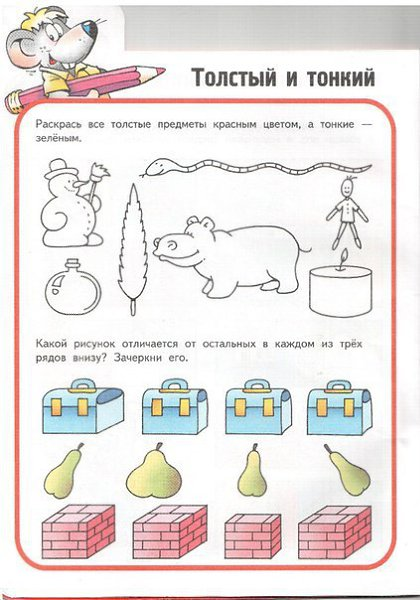 Толстый и тонкий
Раскрась все толстые предметы красным цветом, а тонкие —
зелёным.
Какой рисунок отличается от остальных в каждом из трёх
рядов внизу? Зачеркни его.